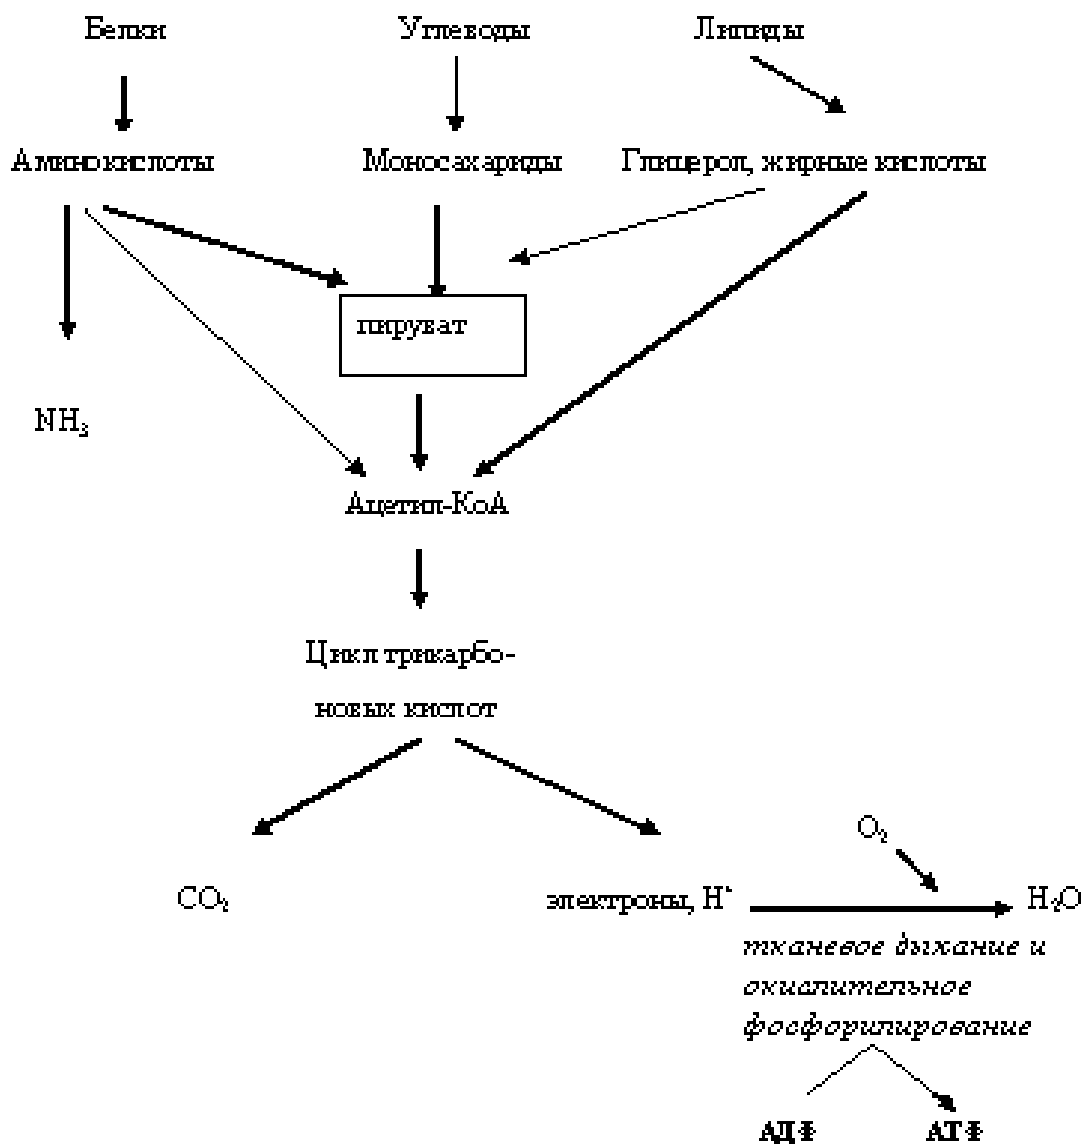 Белки Углеводы Липиды
Аминокислоты Моносахариды Глицерол, жирные кислоты
пируват
NH₃
Ацетил-КоА
Цикл трикарбо-
новых кислот
O₂
CO₂ электроны, H⁺ H₂O
тканевое дыхание и
окислительное
фосфорилирование
АДФ АТФ